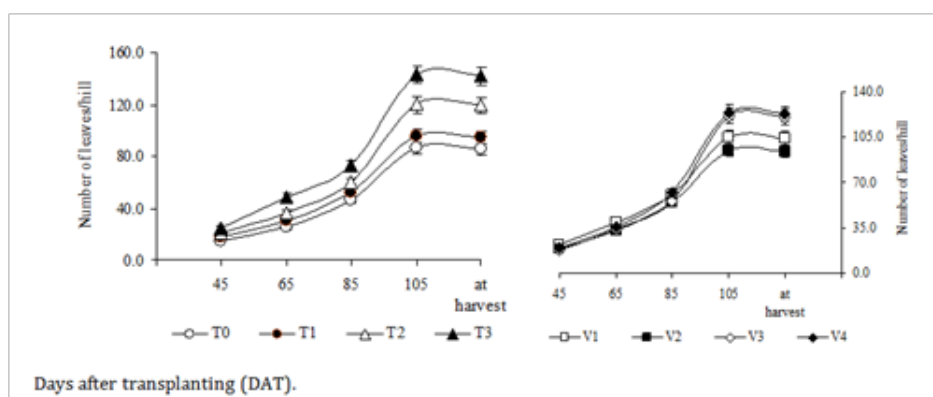 160.0
120.0
80.0
40.0
0.0
Number of leaves/hill
45 65 85 105 at
harvest
T0 T1 T2 T3
140.0
105.0
70.0
35.0
0.0
Number of leaves/hill
45 65 85 105 at
harvest
V1 V2 V3 V4
Days after transplanting (DAT).